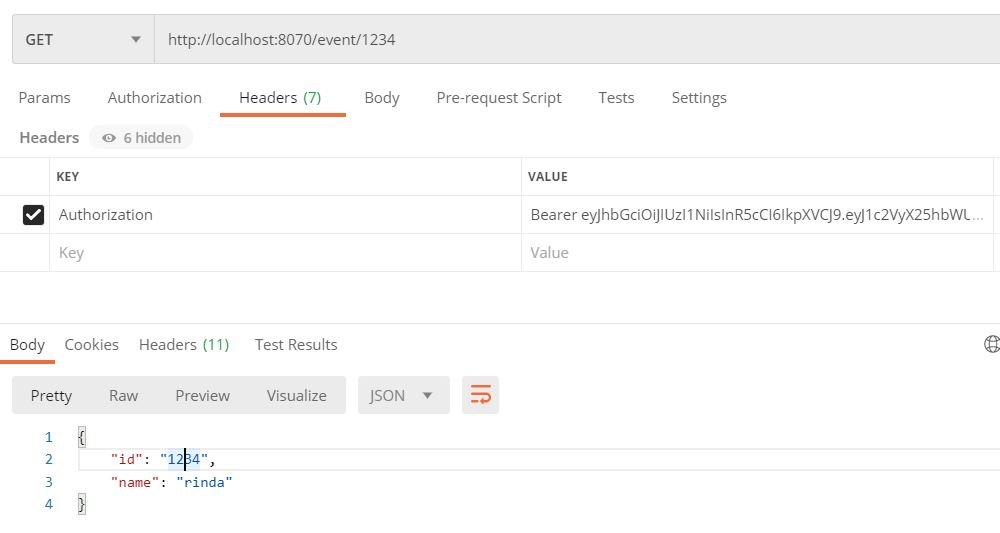 GET http://localhost:8070/event/1234
Params Authorization Headers (7) Body Pre-request Script Tests Settings
Headers 6 hidden
KEY VALUE
Authorization Bearer eyJhbGciOiJIUzI1NiIsInR5cCI6IkpXVCJ9.eyJ1c2VyX25hbWU...
Key Value
Body Cookies Headers (11) Test Results
Pretty Raw Preview Visualize JSON
1 {
2 "id": "1234",
3 "name": "rinda"
4 }